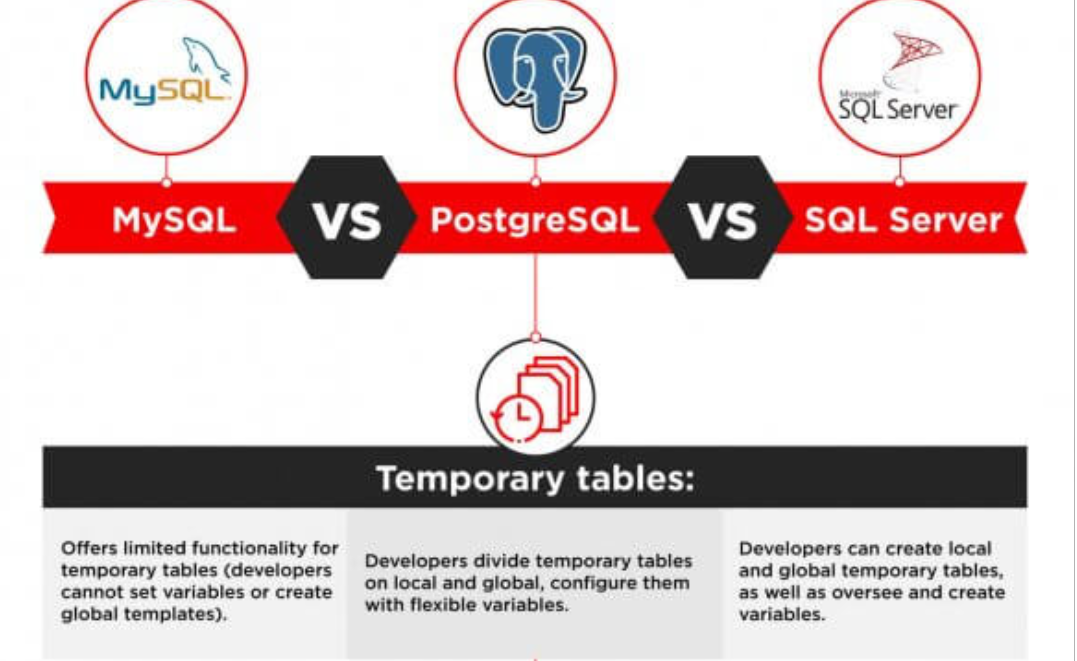 MySQL
Microsoft
SQL Server
MySQL
VS
PostgreSQL
VS
SQL Server
Temporary tables:
Offers limited functionality for
temporary tables (developers
cannot set variables or create
global templates).
Developers divide temporary tables
on local and global, configure them
with flexible variables.
Developers can create local
and global temporary tables,
as well as oversee and create
variables.